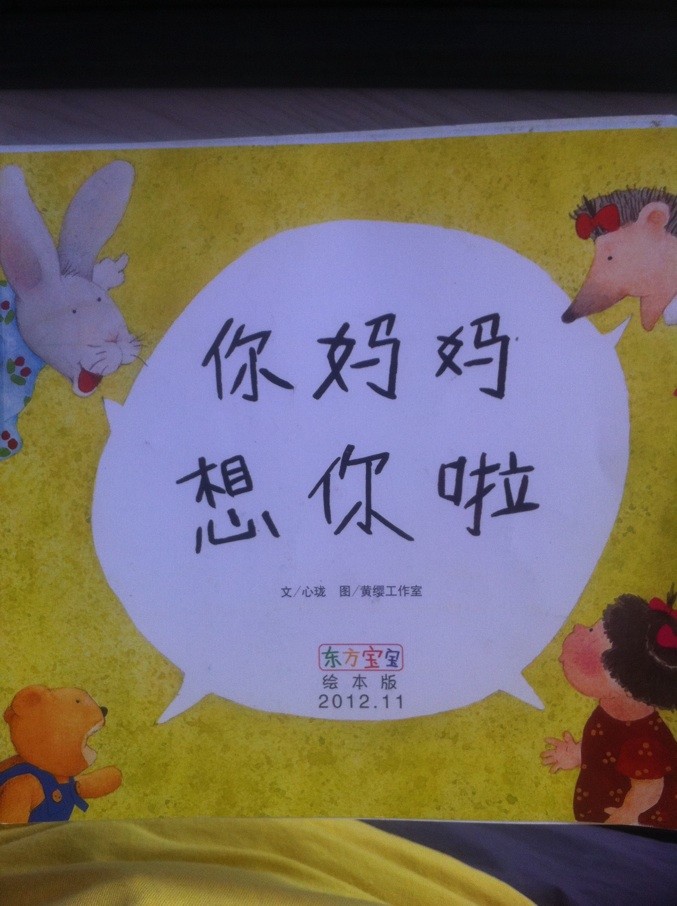 你妈妈
想你啦
文/心珑 图/黄缨工作室
东方宝宝
绘本版
2012.11